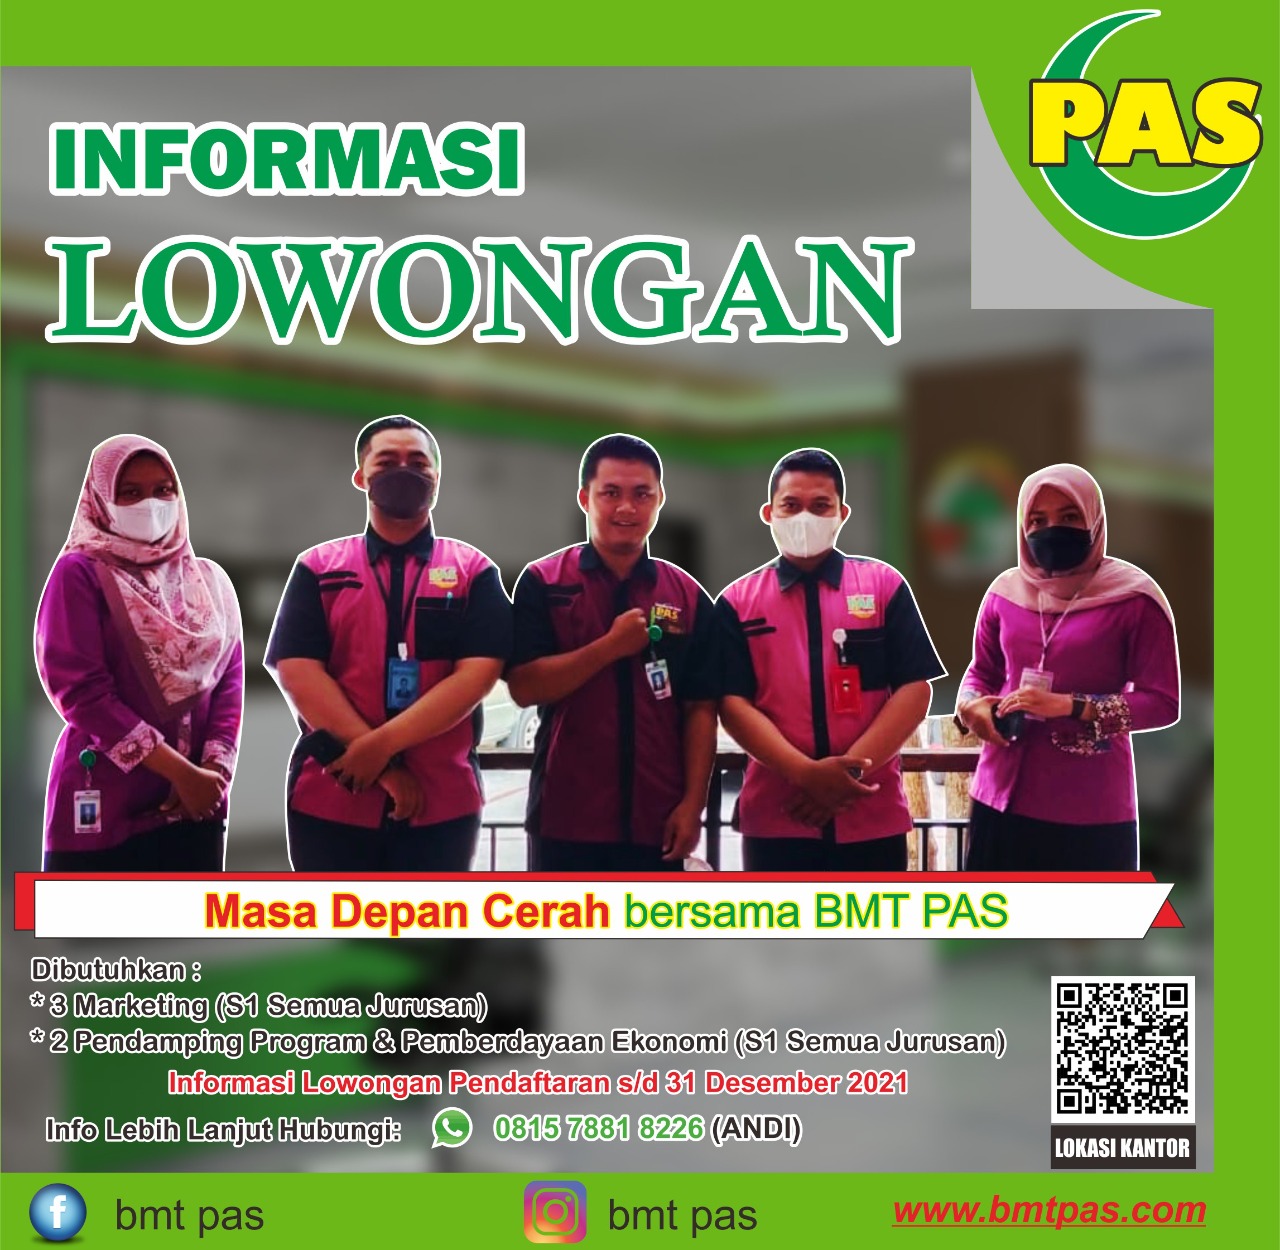 PAS
INFORMASI
LOWONGAN
PAS
Masa Depan Cerah bersama BMT PAS
Dibutuhkan :
* 3 Marketing (S1 Semua Jurusan)
* 2 Pendamping Program & Pemberdayaan Ekonomi (S1 Semua Jurusan)
Informasi Lowongan Pendaftaran s/d 31 Desember 2021
Info Lebih Lanjut Hubungi: 0815 7881 8226 (ANDI)
LOKASI KANTOR
bmt pas bmt pas www.bmtpas.com